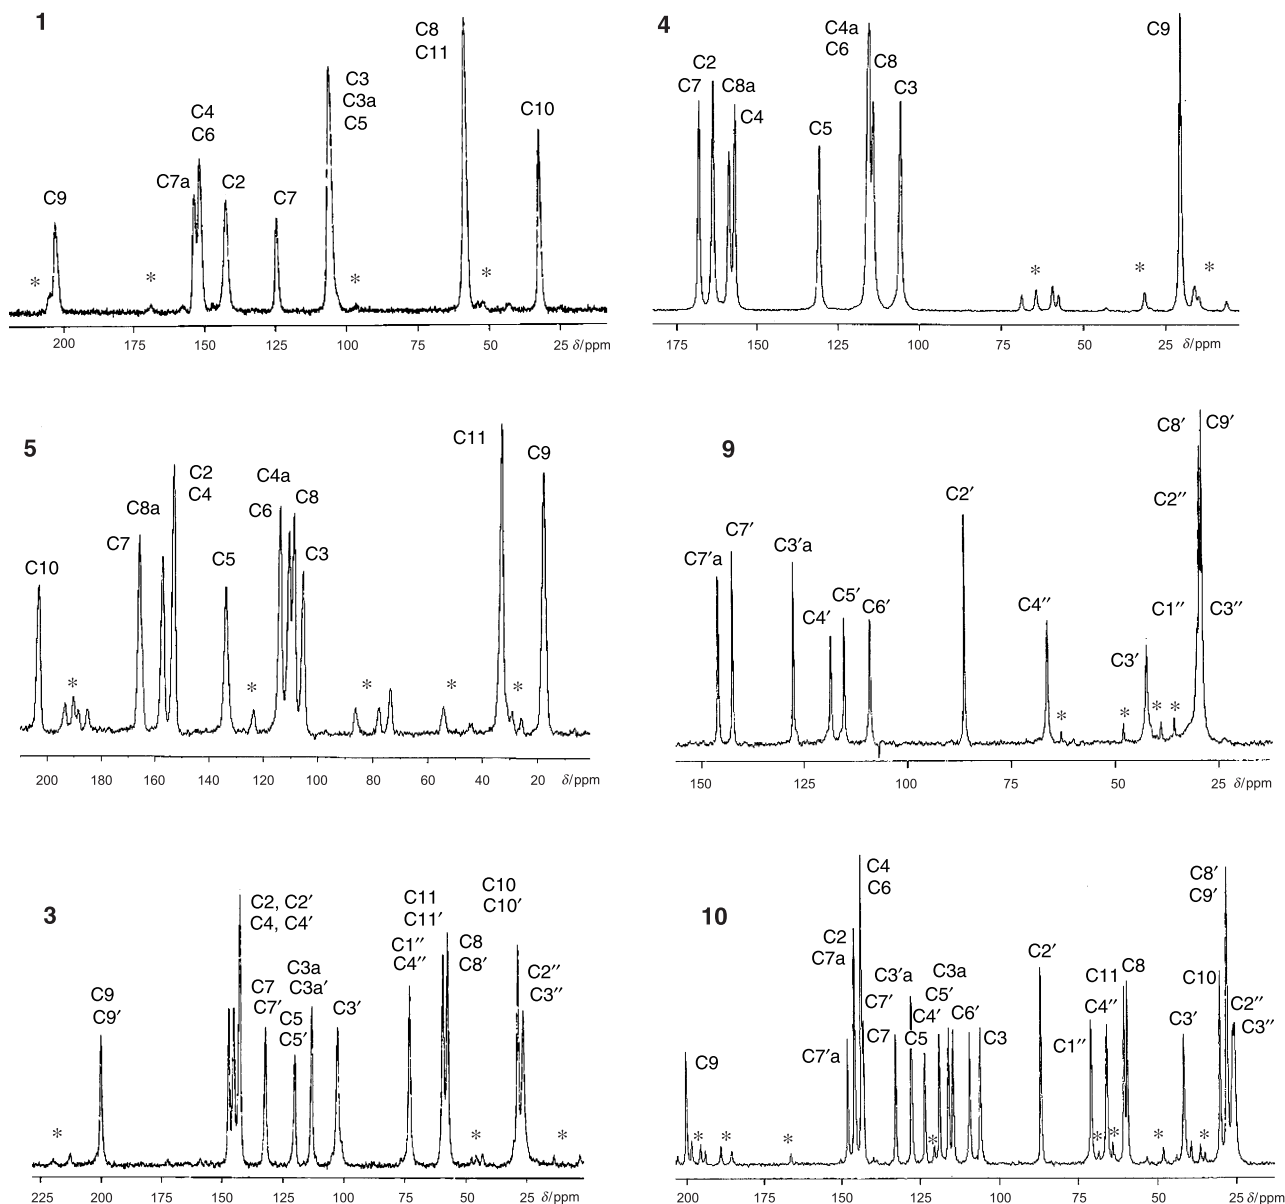 1
C9
C7a
C4
C6
C2
C7
C3
C3a
C5
C8
C11
C10
*
*
*
*
200
150
100
50
25 δ/ppm
4
C7
C2
C8a
C4
C5
C4a
C6
C8
C3
C9
*
*
*
175
150
125
100
75
50
25 δ/ppm
5
C10
C7
C8a
C2
C4
C5
C4a
C6
C8
C3
C11
C9
*
*
*
*
*
200
180
160
140
120
100
80
60
40
20
δ/ppm
9
C7′a
C7′
C3′a
C4′
C5′
C6′
C2′
C4″
C3′
C8′
C9′
C2″
C1″
C3″
*
*
*
*
150
125
100
75
50
25 δ/ppm
3
C9
C9′
C2, C2′
C4, C4′
C7
C7′
C5
C5′
C3a
C3a′
C3′
C11
C11′
C1″
C4″
C8
C8′
C10
C10′
C2″
C3″
*
*
*
225
200
150
125
100
75
50
25
δ/ppm
10
C9
C7′a
C2
C7a
C4
C6
C7′
C7
C3′a
C5
C4′
C5′
C3a
C6′
C3
C2′
C1″
C4″
C11
C8
C3′
C10
C8′
C9′
C2″
C3″
*
*
*
*
*
*
*
*
200
175
150
125
100
75
50
25 δ/ppm